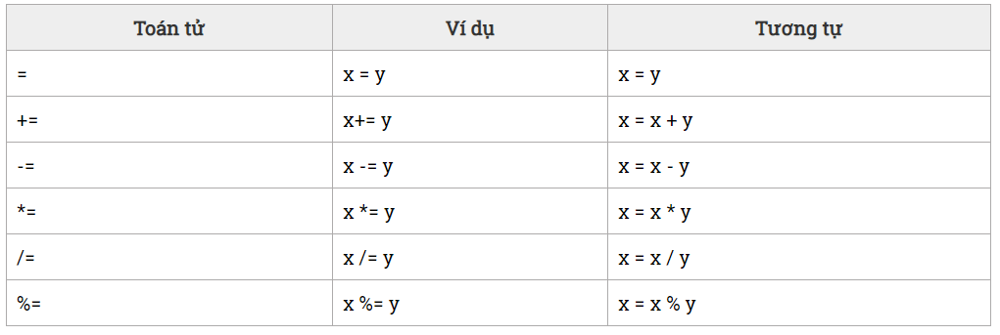 Toán tử Ví dụ Tương tự
= x = y x = y
+= x+= y x = x + y
-= x -= y x = x - y
*= x *= y x = x * y
/= x /= y x = x / y
%= x %= y x = x % y